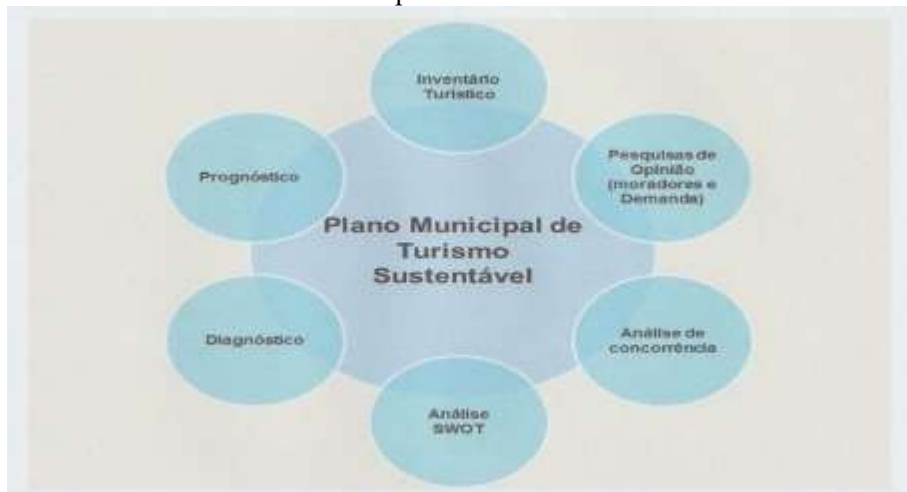 Inventário
Turístico
Pesquisas de
Opinião
(moradores e
Demanda)
Prognóstico
Plano Municipal de
Turismo
Sustentável
Diagnóstico
Análise de
concorrência
Análise
SWOT